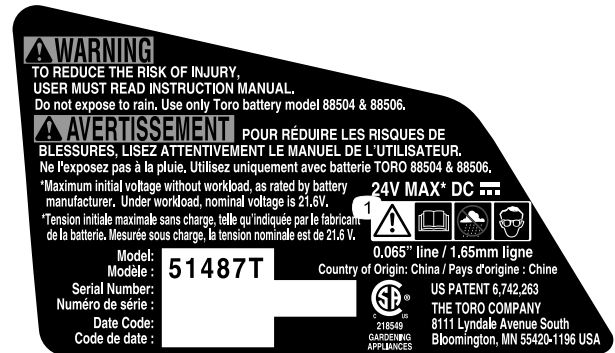 WARNING
TO REDUCE THE RISK OF INJURY,
USER MUST READ INSTRUCTION MANUAL.
Do not expose to rain. Use only Toro battery model 88504 & 88506.
AVERTISSEMENT POUR RÉDUIRE LES RISQUES DE
BLESSURES, LISEZ ATTENTIVEMENT LE MANUEL DE L'UTILISATEUR.
Ne l'exposez pas à la pluie. Utilisez uniquement avec batterie TORO 88504 & 88506.
*Maximum initial voltage without workload, as rated by battery
manufacturer. Under workload, nominal voltage is 21.6V.
*Tension initiale maximale sans charge, telle qu'indiquée par le fabricant
de la batterie. Mesurée sous charge, la tension nominale est de 21.6 V.
24V MAX* DC
1
0.065" line / 1.65mm ligne
Country of Origin: China / Pays d'origine : Chine
Model:
Modèle :
51487T
Serial Number:
Numéro de série :
Date Code:
Code de date :
SA ®
C US
218549
GARDENING
APPLIANCES
US PATENT 6,742,263
THE TORO COMPANY
8111 Lyndale Avenue South
Bloomington, MN 55420-1196 USA